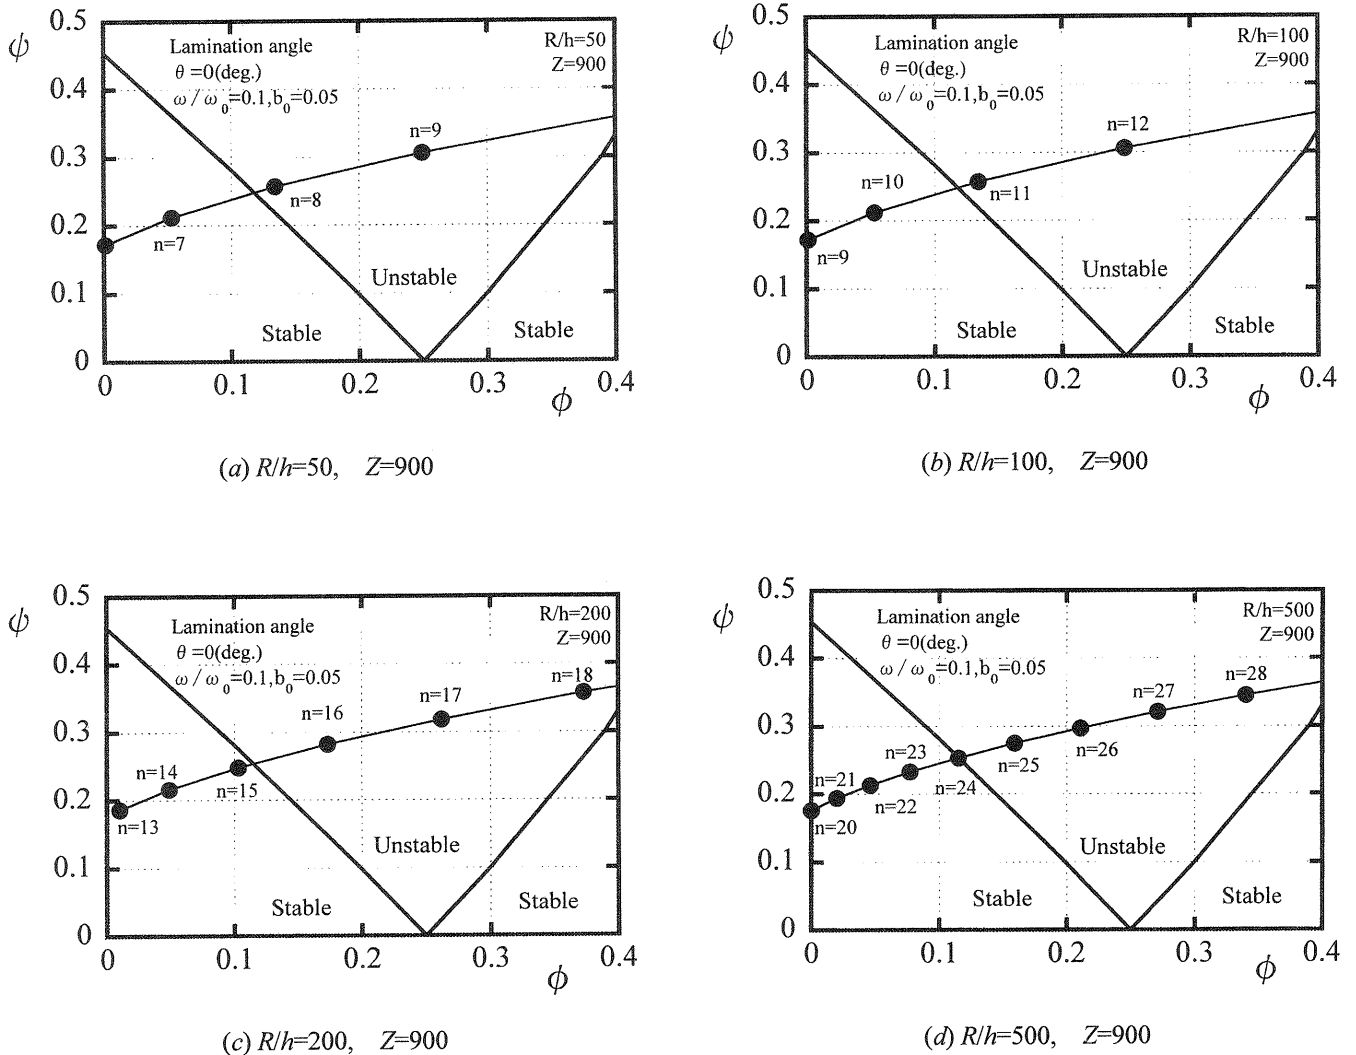 0.5
ψ
Lamination angle
θ=0(deg.)
ω/ω0=0.1,b0=0.05
R/h=50
Z=900
0.4
n=9
0.3
n=8
0.2
n=7
Unstable
0.1
Stable
Stable
0
0 0.1 0.2 0.3 0.4
ϕ
(a) R/h=50, Z=900
0.5
ψ
Lamination angle
θ=0(deg.)
ω/ω0=0.1,b0=0.05
R/h=100
Z=900
0.4
n=12
0.3
n=10
n=11
0.2
n=9
Unstable
0.1
Stable
Stable
0
0 0.1 0.2 0.3 0.4
ϕ
(b) R/h=100, Z=900
0.5
ψ
Lamination angle
θ=0(deg.)
ω/ω0=0.1,b0=0.05
R/h=200
Z=900
0.4
n=18
n=17
n=16
0.3
n=14
n=15
0.2
n=13
Unstable
0.1
Stable
Stable
0
0 0.1 0.2 0.3 0.4
ϕ
(c) R/h=200, Z=900
0.5
ψ
Lamination angle
θ=0(deg.)
ω/ω0=0.1,b0=0.05
R/h=500
Z=900
0.4
n=28
n=27
0.3
n=23
n=26
n=25
n=21
n=24
0.2
n=22
n=20
Unstable
0.1
Stable
Stable
0
0 0.1 0.2 0.3 0.4
ϕ
(d) R/h=500, Z=900